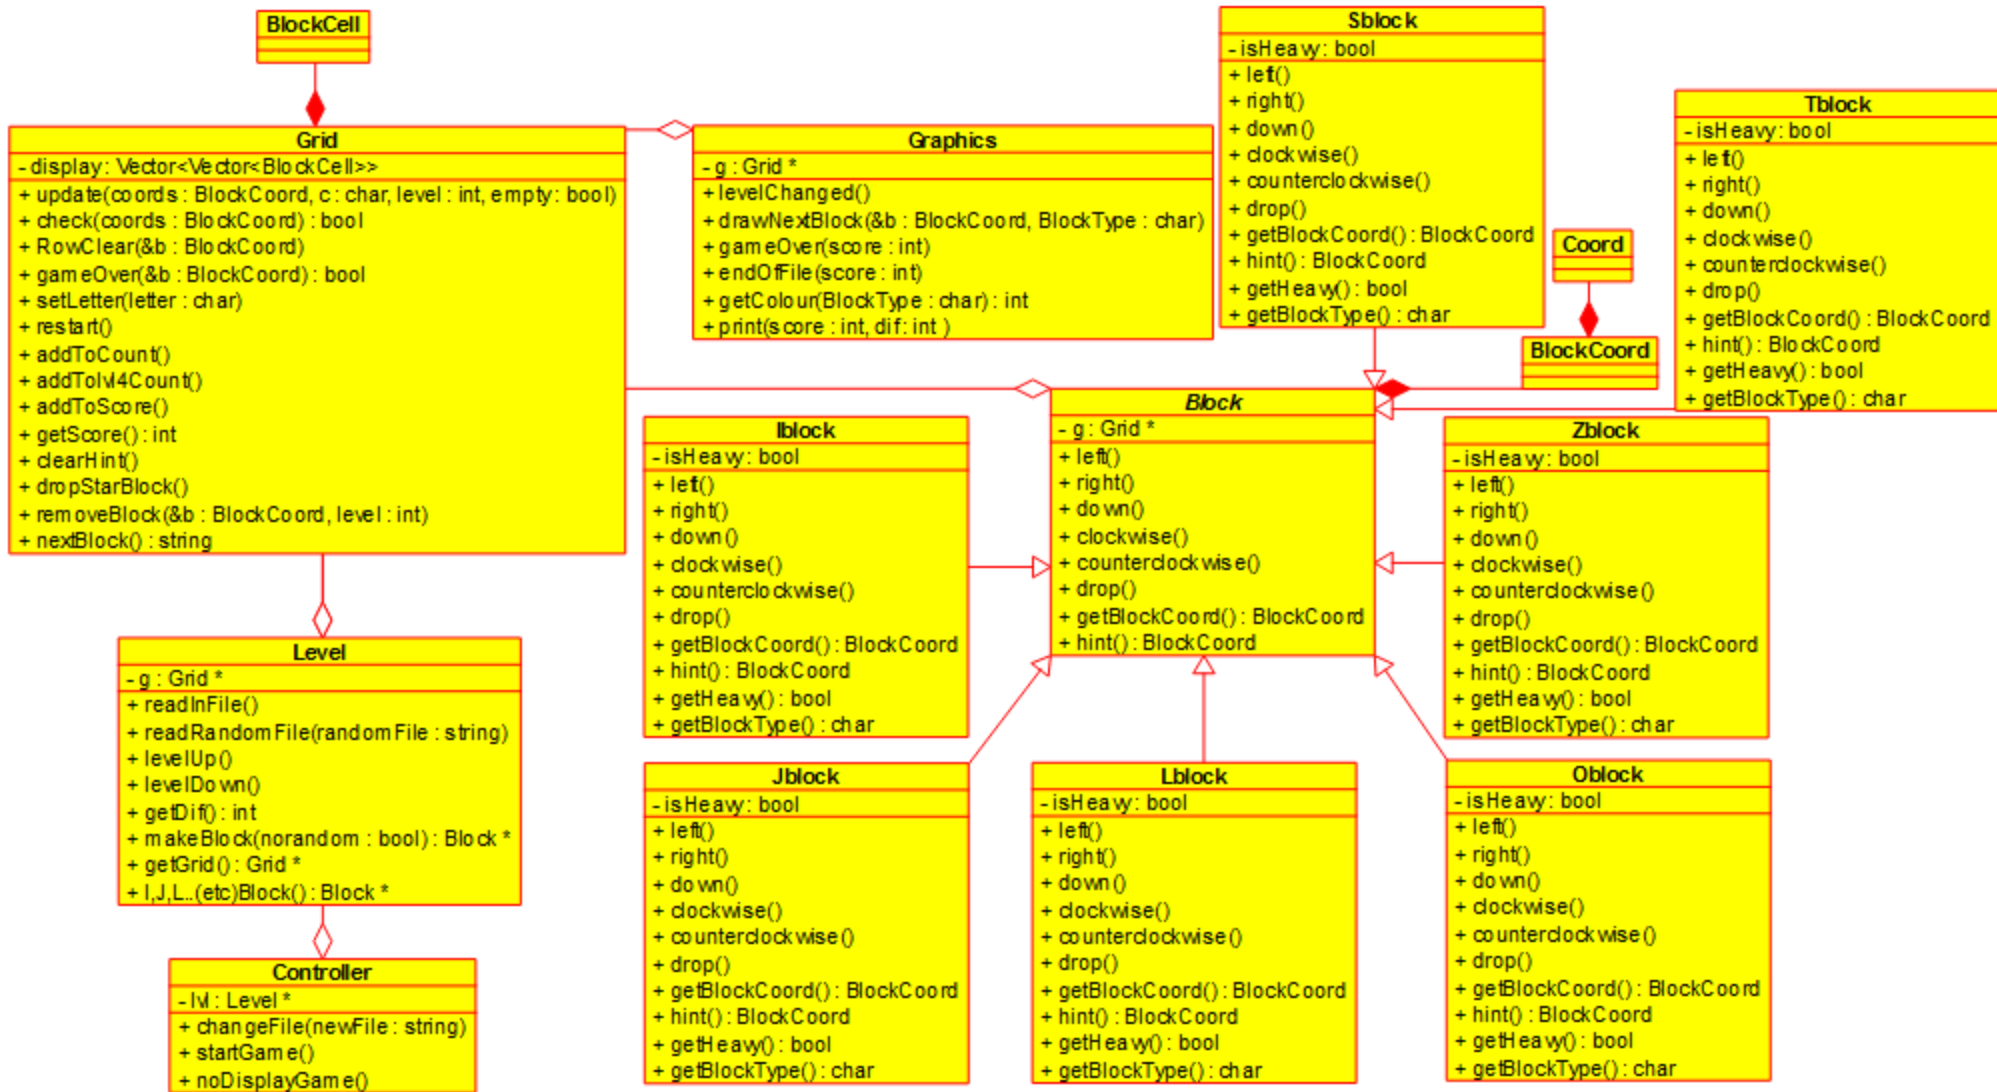 BlockCell
Grid
- display: Vector<Vector<BlockCell>>
+ update(coords : BlockCoord, c : char, level : int, empty: bool)
+ check(coords : BlockCoord) : bool
+ RowClear(&b : BlockCoord)
+ gameOver(&b : BlockCoord) : bool
+ setLetter(letter : char)
+ restart()
+ addToCount()
+ addTolvl4Count()
+ addToScore()
+ getScore() : int
+ clearHint()
+ dropStarBlock()
+ removeBlock(&b : BlockCoord, level : int)
+ nextBlock() : string
Graphics
- g : Grid *
+ levelChanged()
+ drawNextBlock(&b : BlockCoord, BlockType : char)
+ gameOver(score : int)
+ endOfFile(score : int)
+ getColour(BlockType : char) : int
+ print(score : int, dif: int )
Sblock
- isHeavy: bool
+ left()
+ right()
+ down()
+ clockwise()
+ counterclockwise()
+ drop()
+ getBlockCoord() : BlockCoord
+ hint() : BlockCoord
+ getHeavy() : bool
+ getBlockType() : char
Coord
BlockCoord
Tblock
- isHeavy: bool
+ left()
+ right()
+ down()
+ clockwise()
+ counterclockwise()
+ drop()
+ getBlockCoord() : BlockCoord
+ hint() : BlockCoord
+ getHeavy() : bool
+ getBlockType() : char
Iblock
- isHeavy: bool
+ left()
+ right()
+ down()
+ clockwise()
+ counterclockwise()
+ drop()
+ getBlockCoord() : BlockCoord
+ hint() : BlockCoord
+ getHeavy() : bool
+ getBlockType() : char
Block
- g : Grid *
+ left()
+ right()
+ down()
+ clockwise()
+ counterclockwise()
+ drop()
+ getBlockCoord() : BlockCoord
+ hint() : BlockCoord
Zblock
- isHeavy: bool
+ left()
+ right()
+ down()
+ clockwise()
+ counterclockwise()
+ drop()
+ getBlockCoord() : BlockCoord
+ hint() : BlockCoord
+ getHeavy() : bool
+ getBlockType() : char
Level
- g : Grid *
+ readInFile()
+ readRandomFile(randomFile : string)
+ levelUp()
+ levelDown()
+ getDif() : int
+ makeBlock(norandom : bool) : Block *
+ getGrid() : Grid *
+ I,J,L..(etc)Block() : Block *
Controller
- lvl : Level *
+ changeFile(newFile : string)
+ startGame()
+ noDisplayGame()
Jblock
- isHeavy: bool
+ left()
+ right()
+ down()
+ clockwise()
+ counterclockwise()
+ drop()
+ getBlockCoord() : BlockCoord
+ hint() : BlockCoord
+ getHeavy() : bool
+ getBlockType() : char
Lblock
- isHeavy: bool
+ left()
+ right()
+ down()
+ clockwise()
+ counterclockwise()
+ drop()
+ getBlockCoord() : BlockCoord
+ hint() : BlockCoord
+ getHeavy() : bool
+ getBlockType() : char
Oblock
- isHeavy: bool
+ left()
+ right()
+ down()
+ clockwise()
+ counterclockwise()
+ drop()
+ getBlockCoord() : BlockCoord
+ hint() : BlockCoord
+ getHeavy() : bool
+ getBlockType() : char